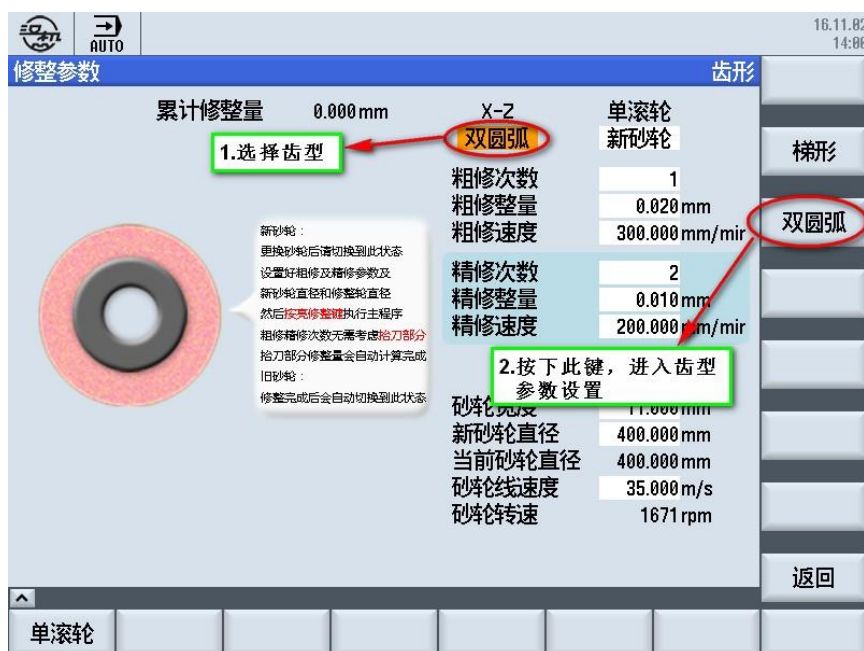 AUTO
16.11.02
修整参数
齿形
累计修整量 0.000mm
X-Z
单滚轮
双圆弧
新砂轮
1.选择齿型
粗修次数 1
粗修整量 0.020mm
粗修速度 300.000mm/mir
精修次数 2
精修整量 0.010mm
精修速度 200.000mm/mir
新砂轮：
更换砂轮后请切换到此状态
设置好粗修及精修参数及
新砂轮直径和修整轮直径
然后按亮修整键执行主程序
粗修精修次数无需考虑抬刀部分
抬刀部分修整量会自动计算完成
旧砂轮：
修整完成后会自动切换到此状态
2.按下此键，进入齿型
参数设置
砂轮宽度
新砂轮直径 400.000mm
当前砂轮直径 400.000mm
砂轮线速度 35.000m/s
砂轮转速 1671rpm
梯形
双圆弧
返回
单滚轮